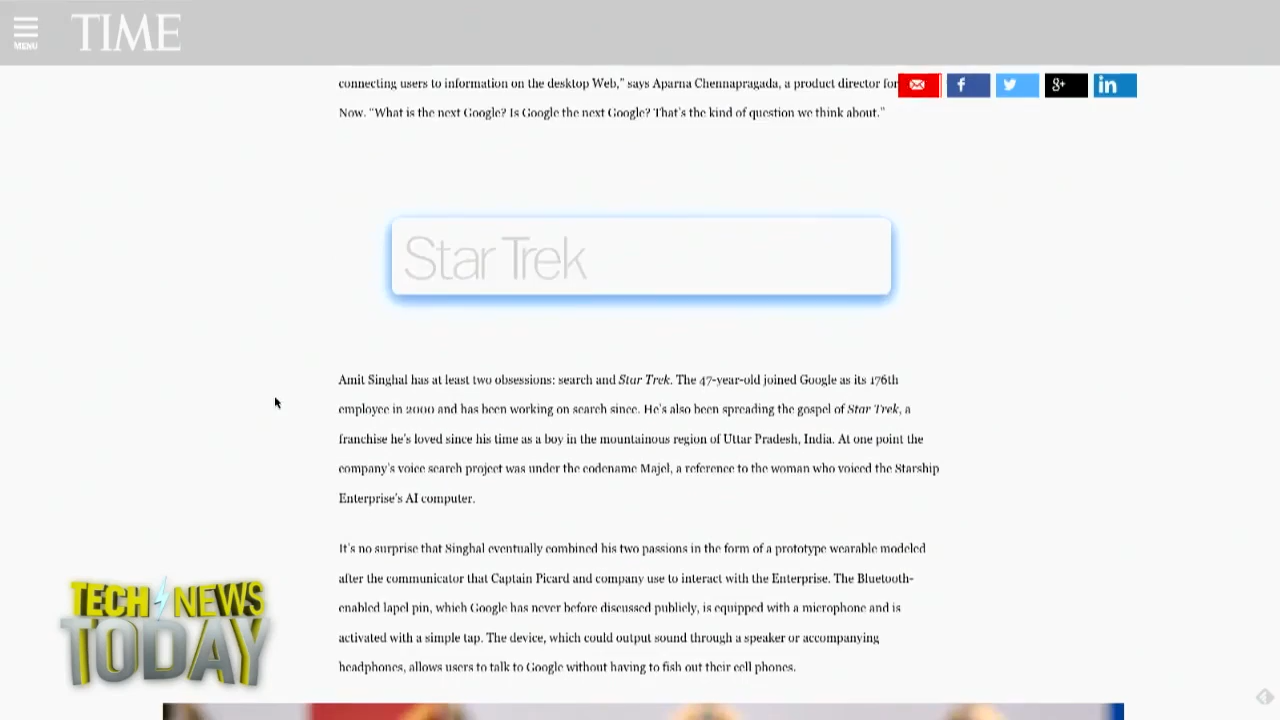 MENU
TIME
connecting users to information on the desktop Web,” says Aparna Chennapragada, a product director for
Now. “What is the next Google? Is Google the next Google? That’s the kind of question we think about.”
8+
in
Star Trek
Amit Singhal has at least two obsessions: search and Star Trek. The 47-year-old joined Google as its 176th
employee in 2000 and has been working on search since. He’s also been spreading the gospel of Star Trek, a
franchise he’s loved since his time as a boy in the mountainous region of Uttar Pradesh, India. At one point the
company’s voice search project was under the codename Majel, a reference to the woman who voiced the Starship
Enterprise’s AI computer.
It’s no surprise that Singhal eventually combined his two passions in the form of a prototype wearable modeled
after the communicator that Captain Picard and company use to interact with the Enterprise. The Bluetooth-
enabled lapel pin, which Google has never before discussed publicly, is equipped with a microphone and is
activated with a simple tap. The device, which could output sound through a speaker or accompanying
headphones, allows users to talk to Google without having to fish out their cell phones.
TECH NEWS
TODAY